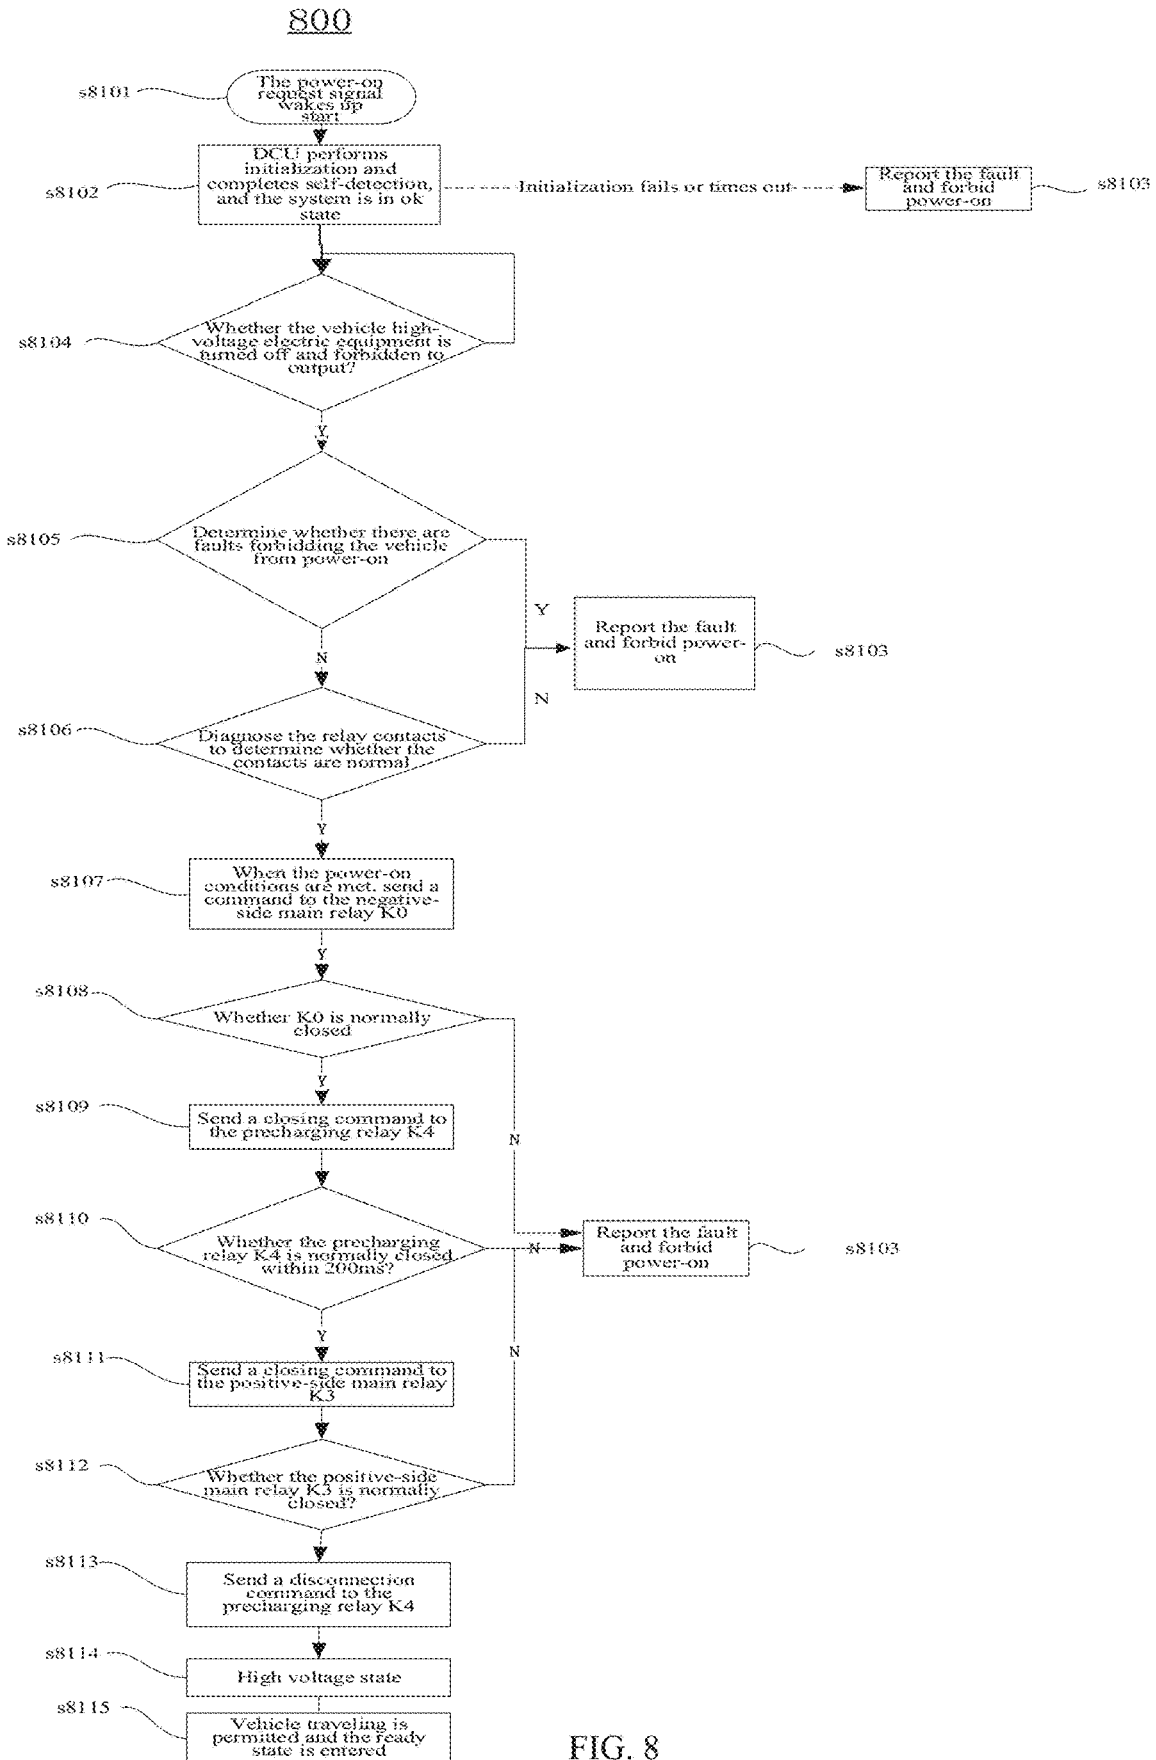 800
s8101
The power-on
request signal
wakes up
start
s8102
DCU performs
initialization and
completes self-detection,
and the system is in ok
state
Initialization fails or times out
Report the fault
and forbid
power-on
s8103
s8104
Whether the vehicle high-
voltage electric equipment is
turned off and forbidden to
output?
Y
s8105
Determine whether there are
faults forbidding the vehicle
from power-on
Y
N
Report the fault
and forbid power-
on
s8103
N
s8106
Diagnose the relay contacts
to determine whether the
contacts are normal
Y
s8107
When the power-on
conditions are met, send a
command to the negative-
side main relay K0
Y
s8108
Whether K0 is normally
closed
Y
s8109
Send a closing command to
the precharging relay K4
N
s8110
Whether the precharging
relay K4 is normally closed
within 200ms?
N
Report the fault
and forbid
power-on
s8103
Y
N
s8111
Send a closing command to
the positive-side main relay
K3
s8112
Whether the positive-side
main relay K3 is normally
closed?
s8113
Send a disconnection
command to the
precharging relay K4
s8114
High voltage state
s8115
Vehicle traveling is
permitted and the ready
state is entered
FIG. 8